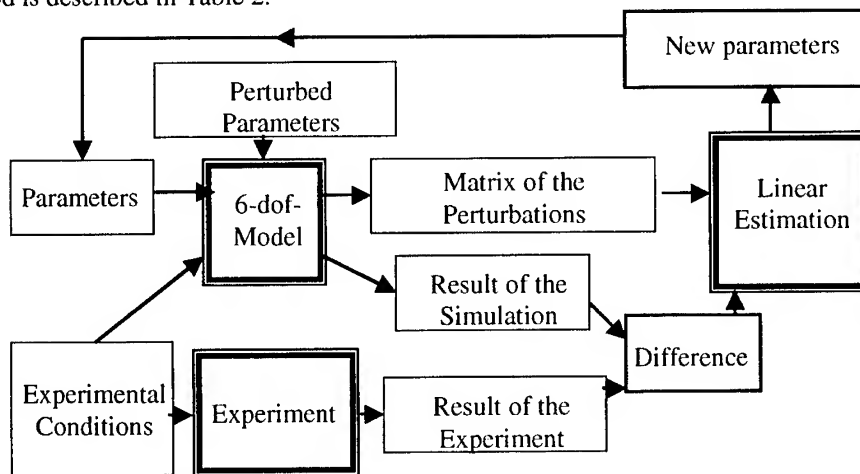 d is described in Table 2.
New parameters
Perturbed
Parameters
Parameters
6-dof-
Model
Matrix of the
Perturbations
Linear
Estimation
Result of the
Simulation
Difference
Experimental
Conditions
Experiment
Result of the
Experiment